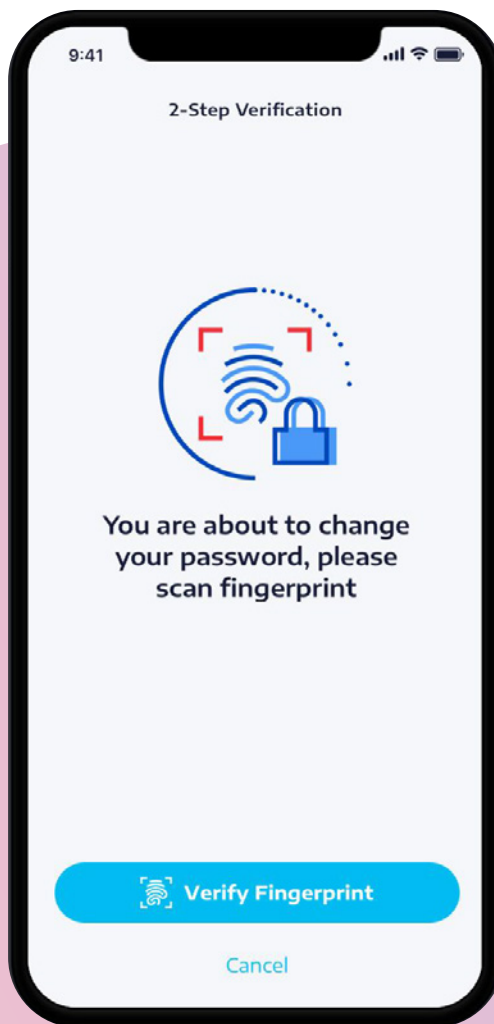 9:41
2-Step Verification
You are about to change
your password, please
scan fingerprint
Verify Fingerprint
Cancel